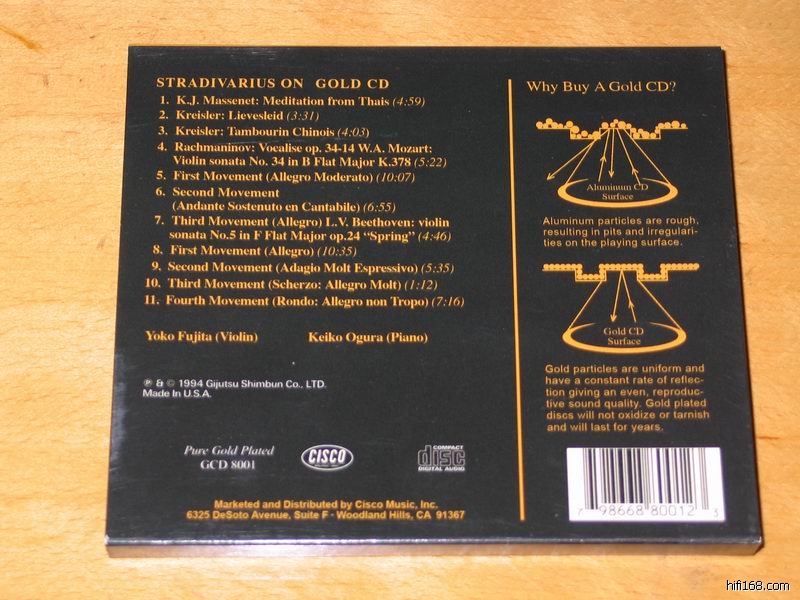 STRADIVARIUS ON GOLD CD
1. K.J. Massenet: Meditation from Thais (4:59)
2. Kreisler: Lievesleid (3:31)
3. Kreisler: Tambourin Chinois (4:03)
4. Rachmaninov: Vocalise op. 34-14 W.A. Mozart:
Violin sonata No. 34 in B Flat Major K.378 (5:22)
5. First Movement (Allegro Moderato) (10:07)
6. Second Movement
(Andante Sostenuto en Cantabile) (6:55)
7. Third Movement (Allegro) L.V. Beethoven: violin
sonata No.5 in F Flat Major op.24 “Spring” (4:46)
8. First Movement (Allegro) (10:35)
9. Second Movement (Adagio Molt Espressivo) (5:35)
10. Third Movement (Scherzo: Allegro Molt) (1:12)
11. Fourth Movement (Rondo: Allegro non Tropo) (7:16)
Yoko Fujita (Violin) Keiko Ogura (Piano)
℗ & © 1994 Gijutsu Shimbun Co., LTD.
Made In U.S.A.
Pure Gold Plated
GCD 8001
CISCO
COMPACT
disc
DIGITAL AUDIO
Marketed and Distributed by Cisco Music, Inc.
6325 DeSoto Avenue, Suite F · Woodland Hills, CA 91367
Why Buy A Gold CD?
Aluminum CD
Surface
Aluminum particles are rough,
resulting in pits and irregulari-
ties on the playing surface.
Gold CD
Surface
Gold particles are uniform and
have a constant rate of reflec-
tion giving an even, reproduc-
tive sound quality. Gold plated
discs will not oxidize or tarnish
and will last for years.
7 98668 80012 3
hifi168.com